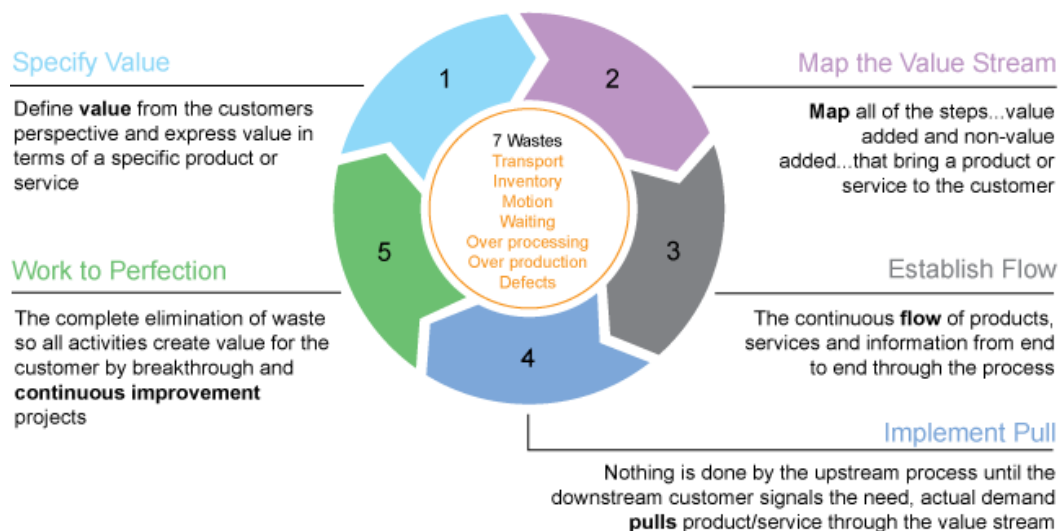 Specify Value
Define value from the customers
perspective and express value in
terms of a specific product or
service
1
2
Map the Value Stream
Map all of the steps...value
added and non-value
added...that bring a product or
service to the customer
7 Wastes
Transport
Inventory
Motion
Waiting
Over processing
Over production
Defects
5
3
Work to Perfection
The complete elimination of waste
so all activities create value for the
customer by breakthrough and
continuous improvement
projects
Establish Flow
The continuous flow of products,
services and information from end
to end through the process
4
Implement Pull
Nothing is done by the upstream process until the
downstream customer signals the need, actual demand
pulls product/service through the value stream